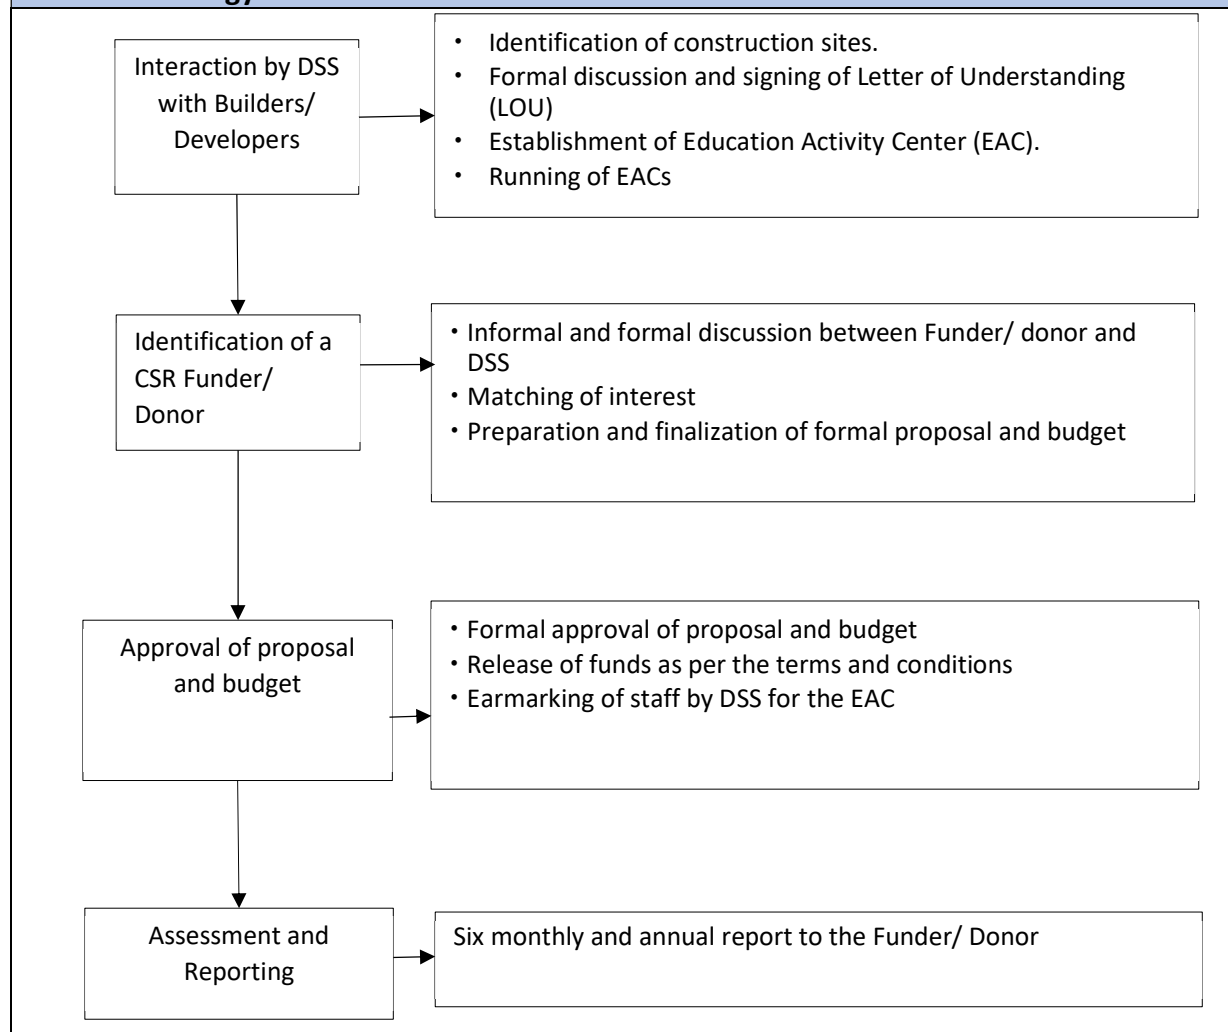 Interaction by DSS
with Builders/
Developers
• Identification of construction sites.
• Formal discussion and signing of Letter of Understanding
(LOU)
• Establishment of Education Activity Center (EAC).
• Running of EACs
Identification of a
CSR Funder/
Donor
• Informal and formal discussion between Funder/ donor and
DSS
• Matching of interest
• Preparation and finalization of formal proposal and budget
Approval of proposal
and budget
• Formal approval of proposal and budget
• Release of funds as per the terms and conditions
• Earmarking of staff by DSS for the EAC
Assessment and
Reporting
Six monthly and annual report to the Funder/ Donor